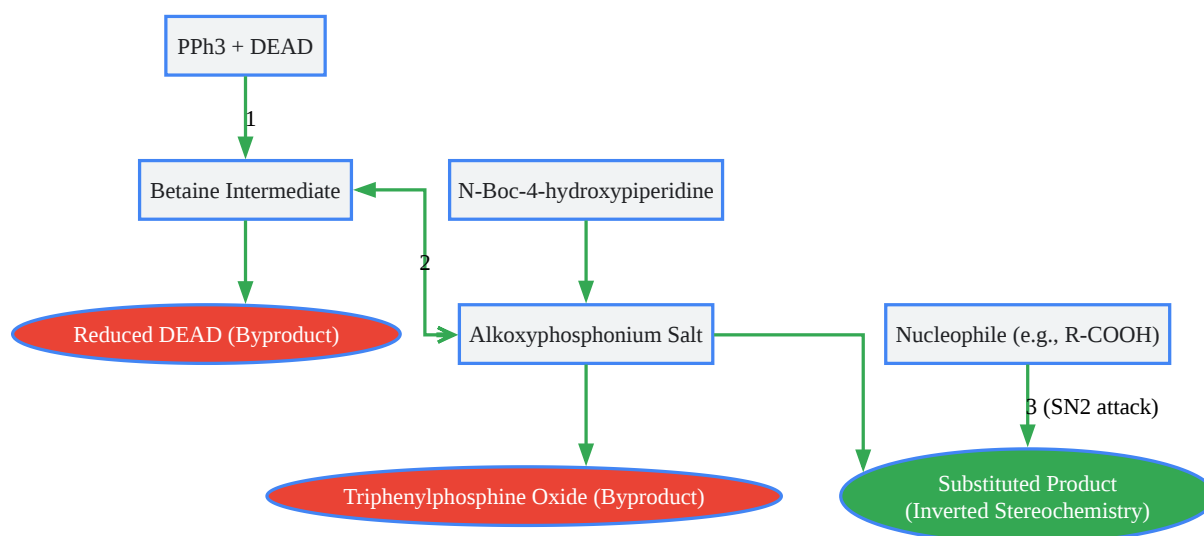 PPh3 + DEAD
1
Betaine Intermediate
N-Boc-4-hydroxypiperidine
2
Reduced DEAD (Byproduct)
Alkoxyphosphonium Salt
Nucleophile (e.g., R-COOH)
3 (SN2 attack)
Triphenylphosphine Oxide (Byproduct)
Substituted Product
(Inverted Stereochemistry)